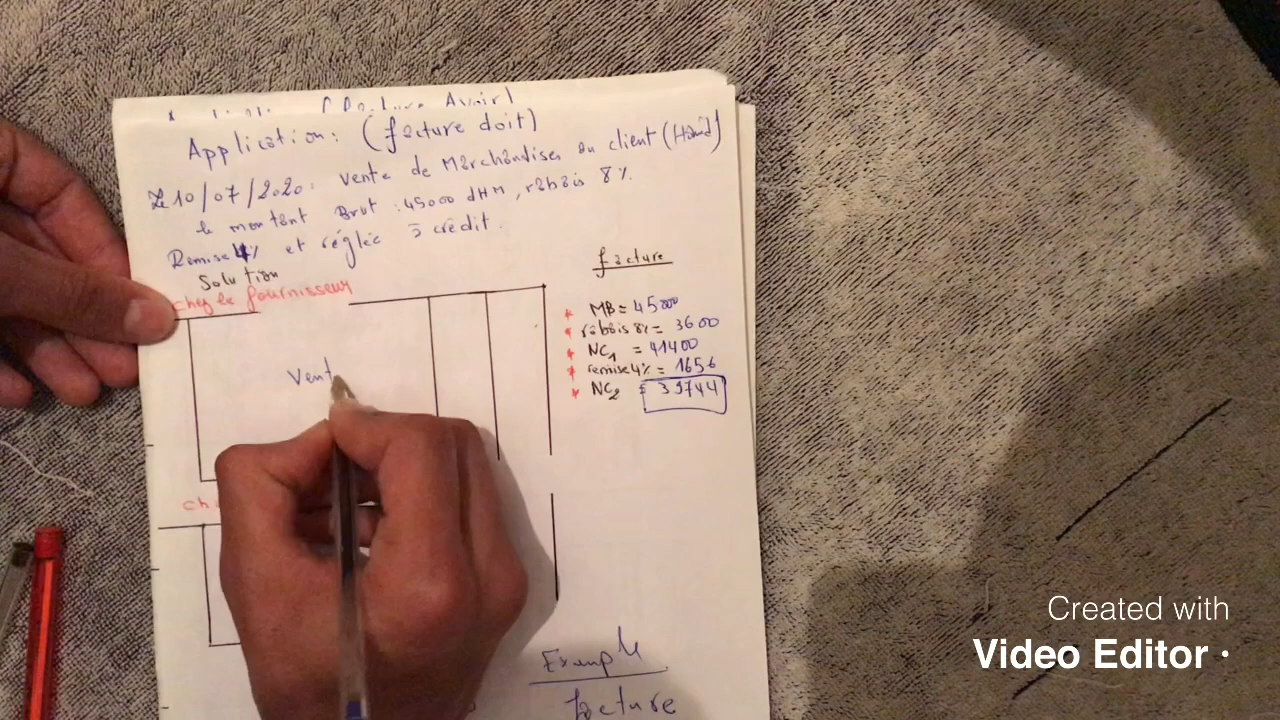 Application: (facture doit)
Le 10/07/2020: vente de Marchandises au client (Hamid)
le montant Brut : 45000 dHM, rabais 8%.
Remise 4% et réglée à crédit.
Solution
chez le fournisseur
Vent
facture
* MB = 45000
* rabais 8% = 3600
* NC1 = 41400
* remise 4% = 1656
* NC2 = 39744
Exemple
facture
Created with
Video Editor